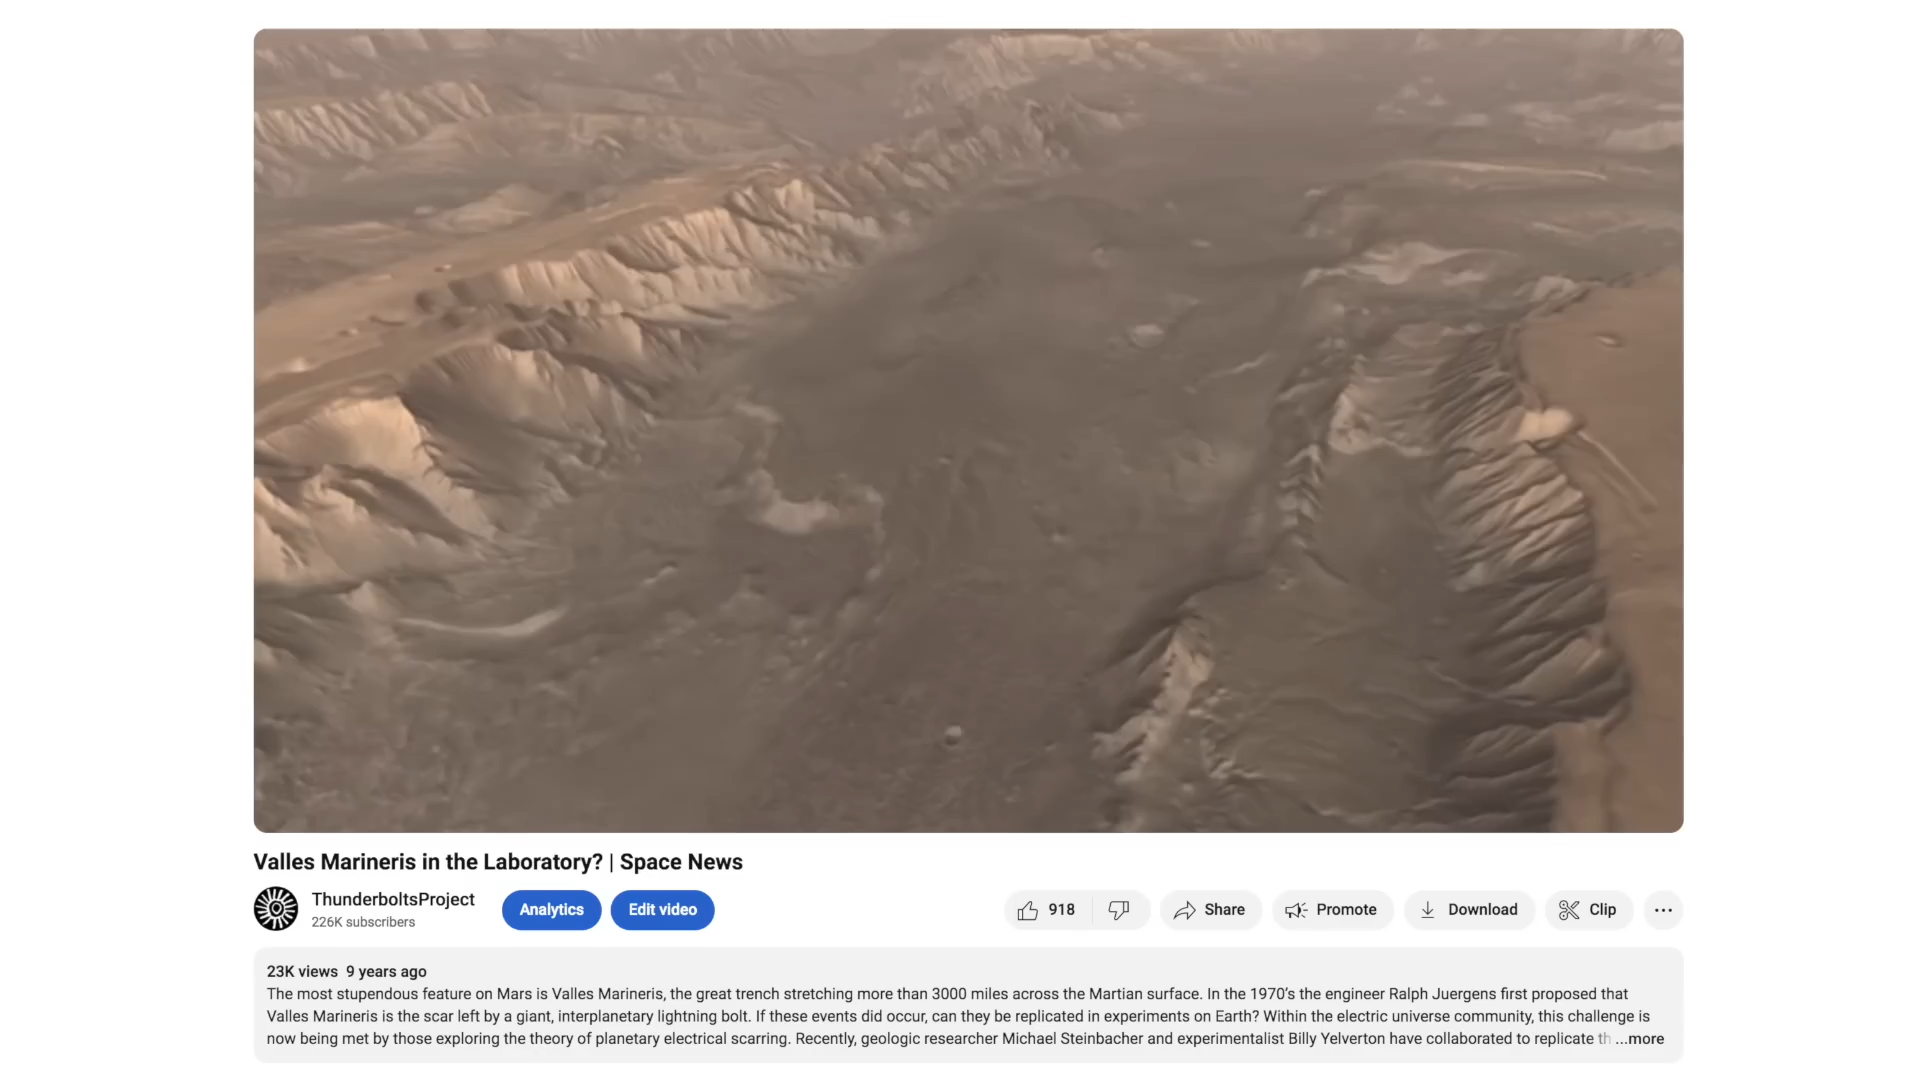 Valles Marineris in the Laboratory? | Space News
ThunderboltsProject
226K subscribers
Analytics
Edit video
918
Share
Promote
Download
Clip
23K views 9 years ago
The most stupendous feature on Mars is Valles Marineris, the great trench stretching more than 3000 miles across the Martian surface. In the 1970’s the engineer Ralph Juergens first proposed that
Valles Marineris is the scar left by a giant, interplanetary lightning bolt. If these events did occur, can they be replicated in experiments on Earth? Within the electric universe community, this challenge is
now being met by those exploring the theory of planetary electrical scarring. Recently, geologic researcher Michael Steinbacher and experimentalist Billy Yelverton have collaborated to replicate th ...more